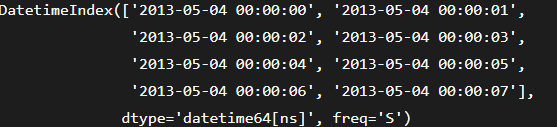 DatetimeIndex(['2013-05-04 00:00:00', '2013-05-04 00:00:01',
'2013-05-04 00:00:02', '2013-05-04 00:00:03',
'2013-05-04 00:00:04', '2013-05-04 00:00:05',
'2013-05-04 00:00:06', '2013-05-04 00:00:07'],
dtype='datetime64[ns]', freq='S')